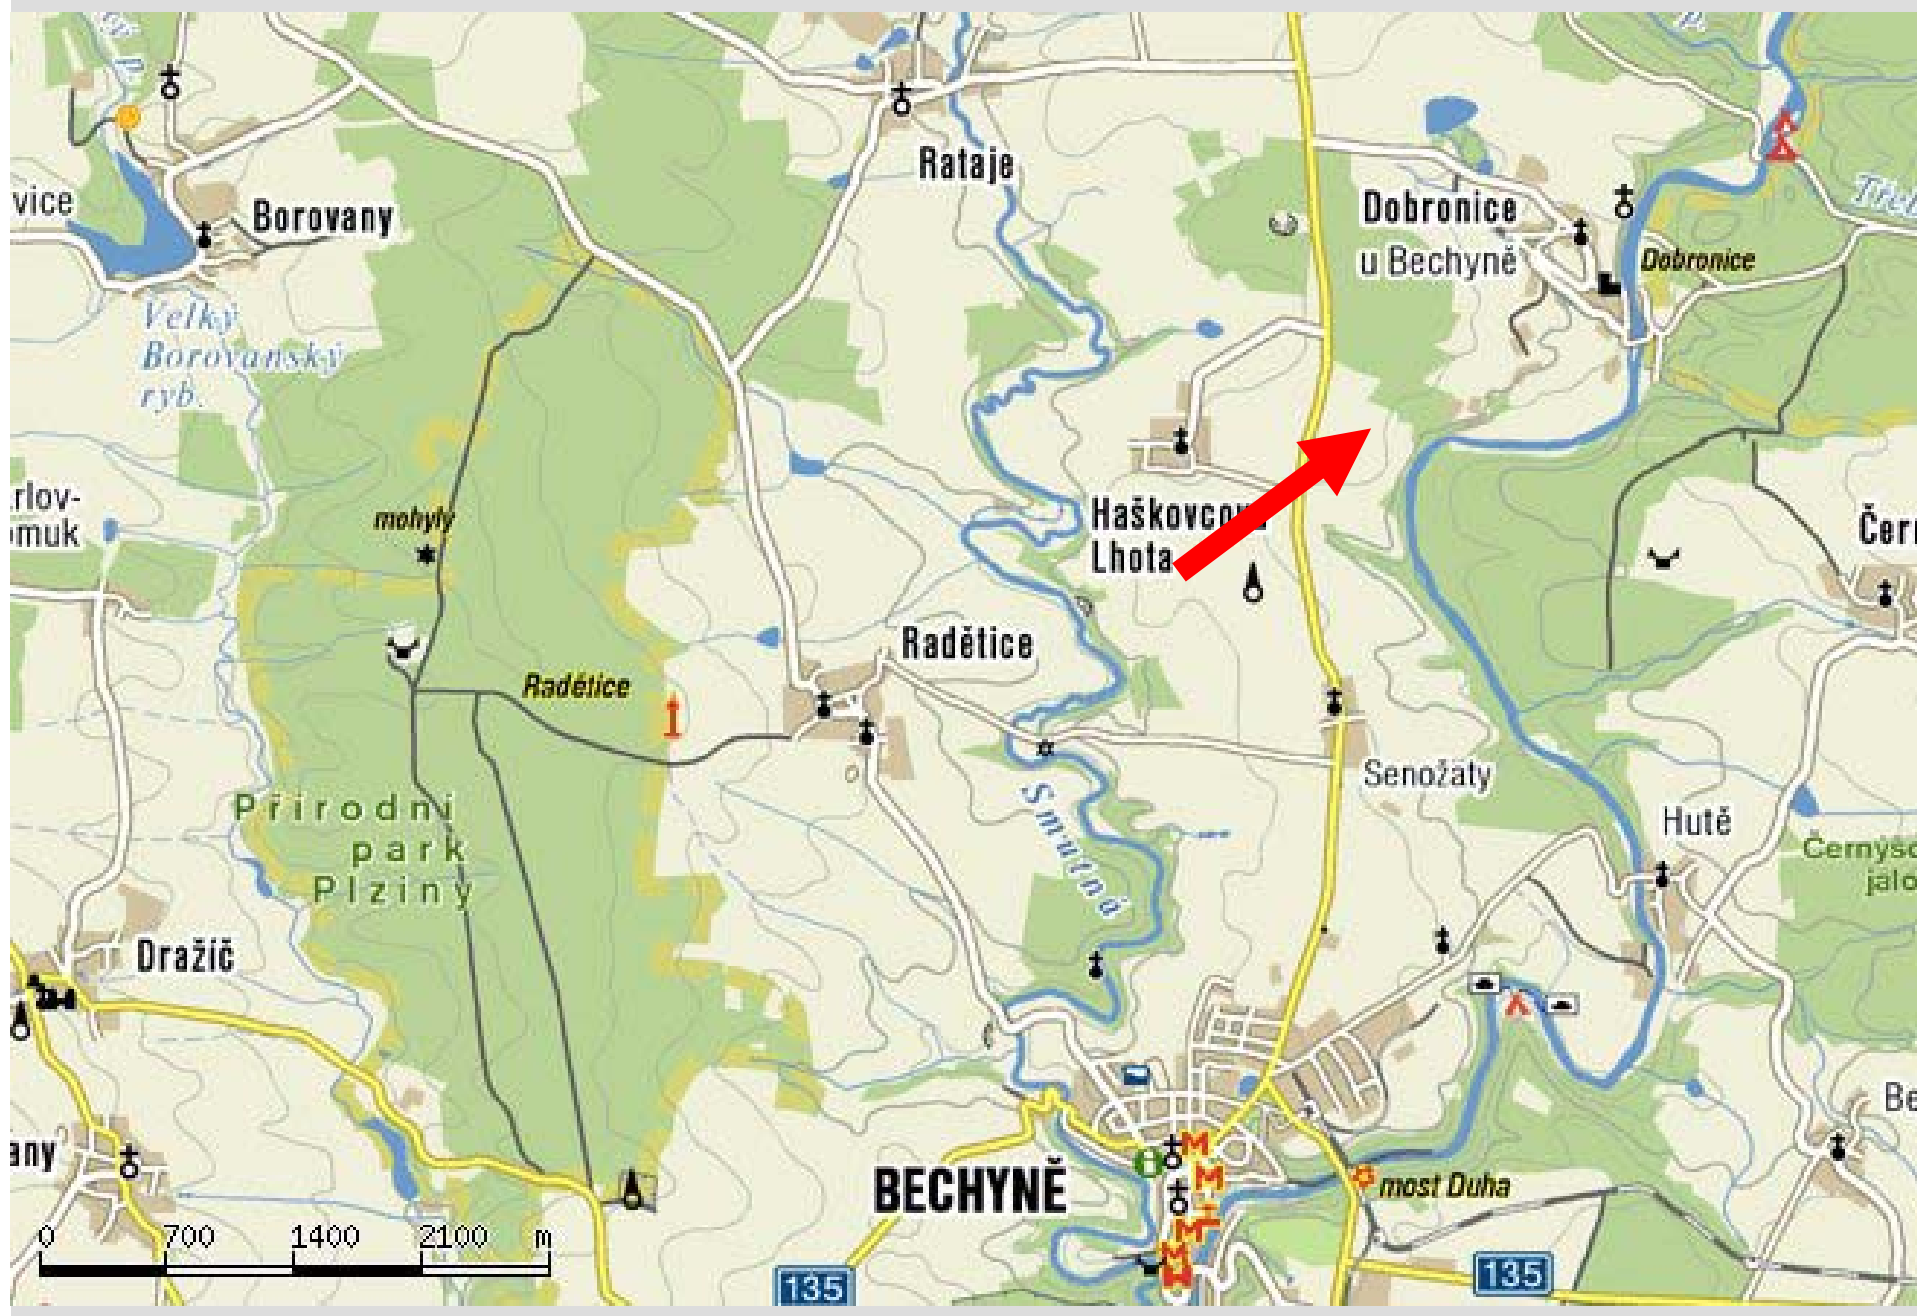 Rataje
vice
Borovany
Dobronice
u Bechyně
Dobronice
Velký
Borovanský
ryb.
mohyly
Lhota
Radětice
Radětice
Senožaty
Smutná
Přírodní
park
Plziny
Hutě
Dražíč
BECHYNĚ
most Duha
0 700 1400 2100 m
135
135